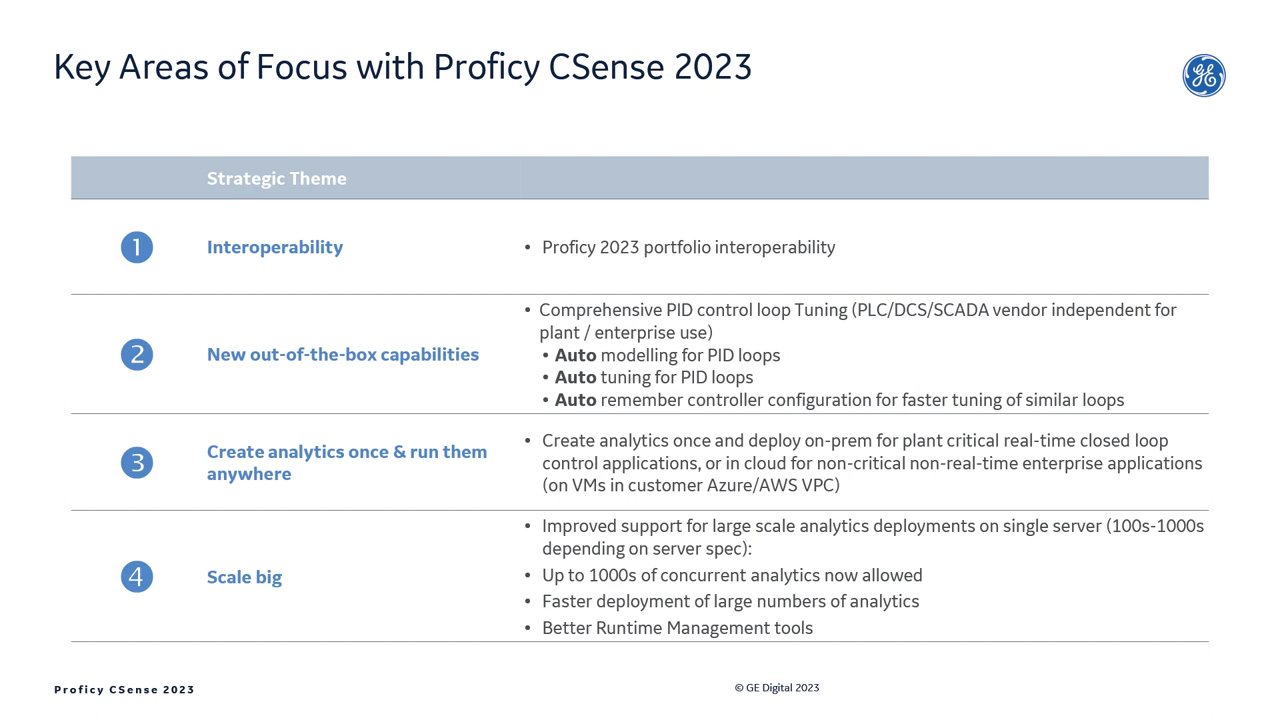 Key Areas of Focus with Proficy CSense 2023
Strategic Theme
1
Interoperability
• Proficy 2023 portfolio interoperability
2
New out-of-the-box capabilities
• Comprehensive PID control loop Tuning (PLC/DCS/SCADA vendor independent for
plant / enterprise use)
• Auto modelling for PID loops
• Auto tuning for PID loops
• Auto remember controller configuration for faster tuning of similar loops
3
Create analytics once & run them
anywhere
• Create analytics once and deploy on-prem for plant critical real-time closed loop
control applications, or in cloud for non-critical non-real-time enterprise applications
(on VMs in customer Azure/AWS VPC)
4
Scale big
• Improved support for large scale analytics deployments on single server (100s-1000s
depending on server spec):
• Up to 1000s of concurrent analytics now allowed
• Faster deployment of large numbers of analytics
• Better Runtime Management tools
Proficy CSense 2023
© GE Digital 2023
GE